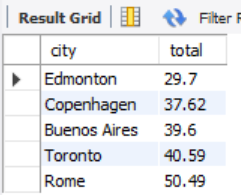 Result Grid Filter R
city total
Edmonton 29.7
Copenhagen 37.62
Buenos Aires 39.6
Toronto 40.59
Rome 50.49